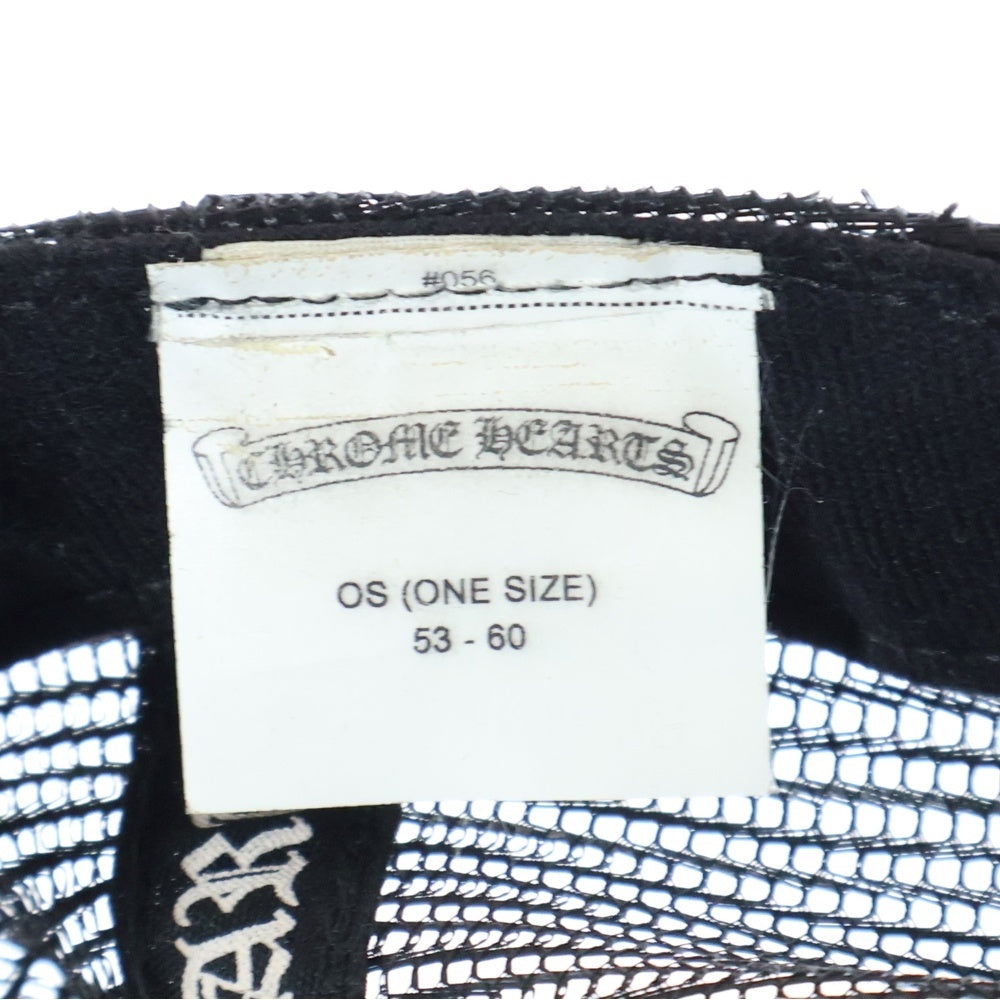 #056
CHROME HEARTS
OS (ONE SIZE)
53 - 60